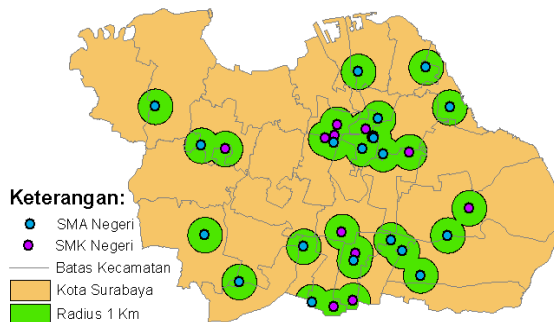 Keterangan:
SMA Negeri
SMK Negeri
Batas Kecamatan
Kota Surabaya
Radius 1 Km